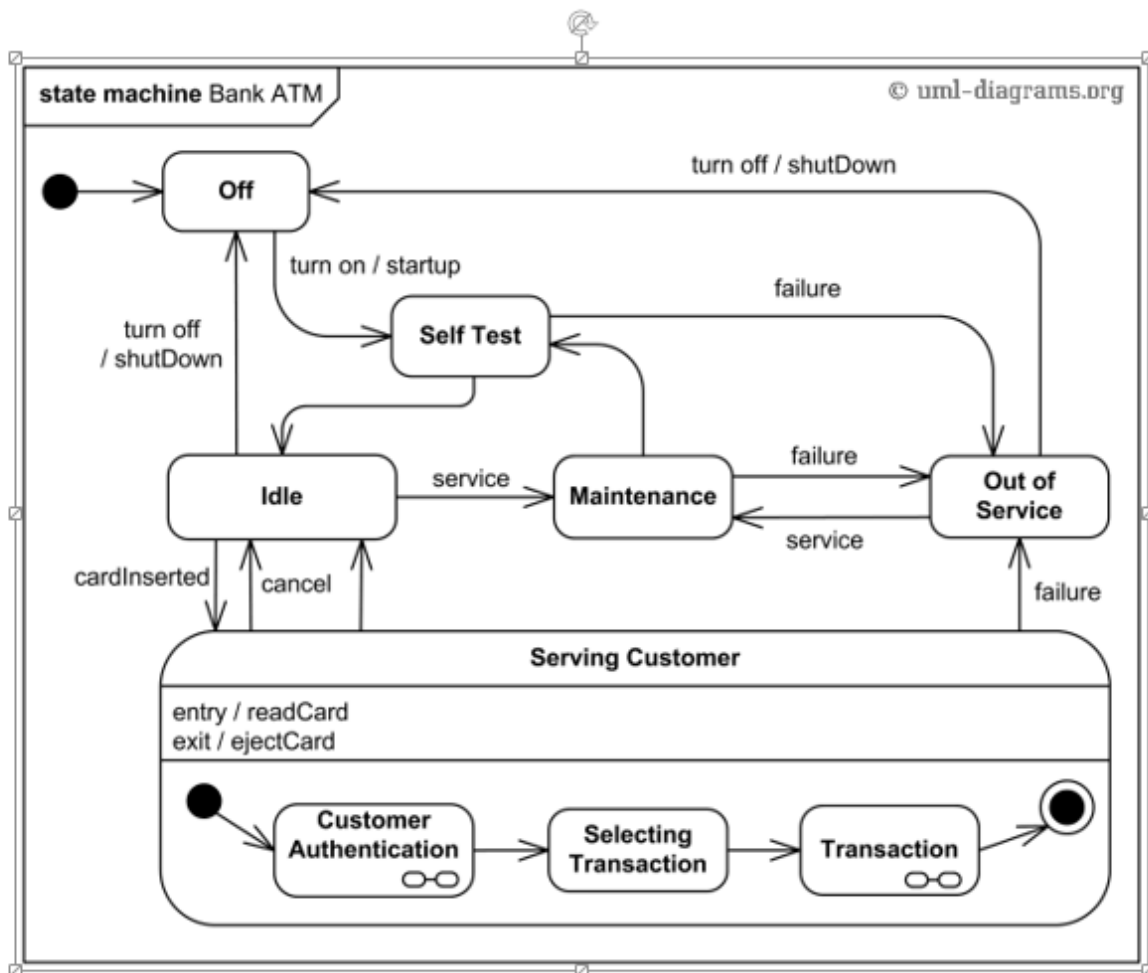 state machine Bank ATM
© uml-diagrams.org
turn off / shutDown
Off
turn on / startup
failure
turn off
/ shutDown
Self Test
Idle
service
Maintenance
failure
service
Out of
Service
cardInserted
cancel
failure
Serving Customer
entry / readCard
exit / ejectCard
Customer
Authentication
Selecting
Transaction
Transaction